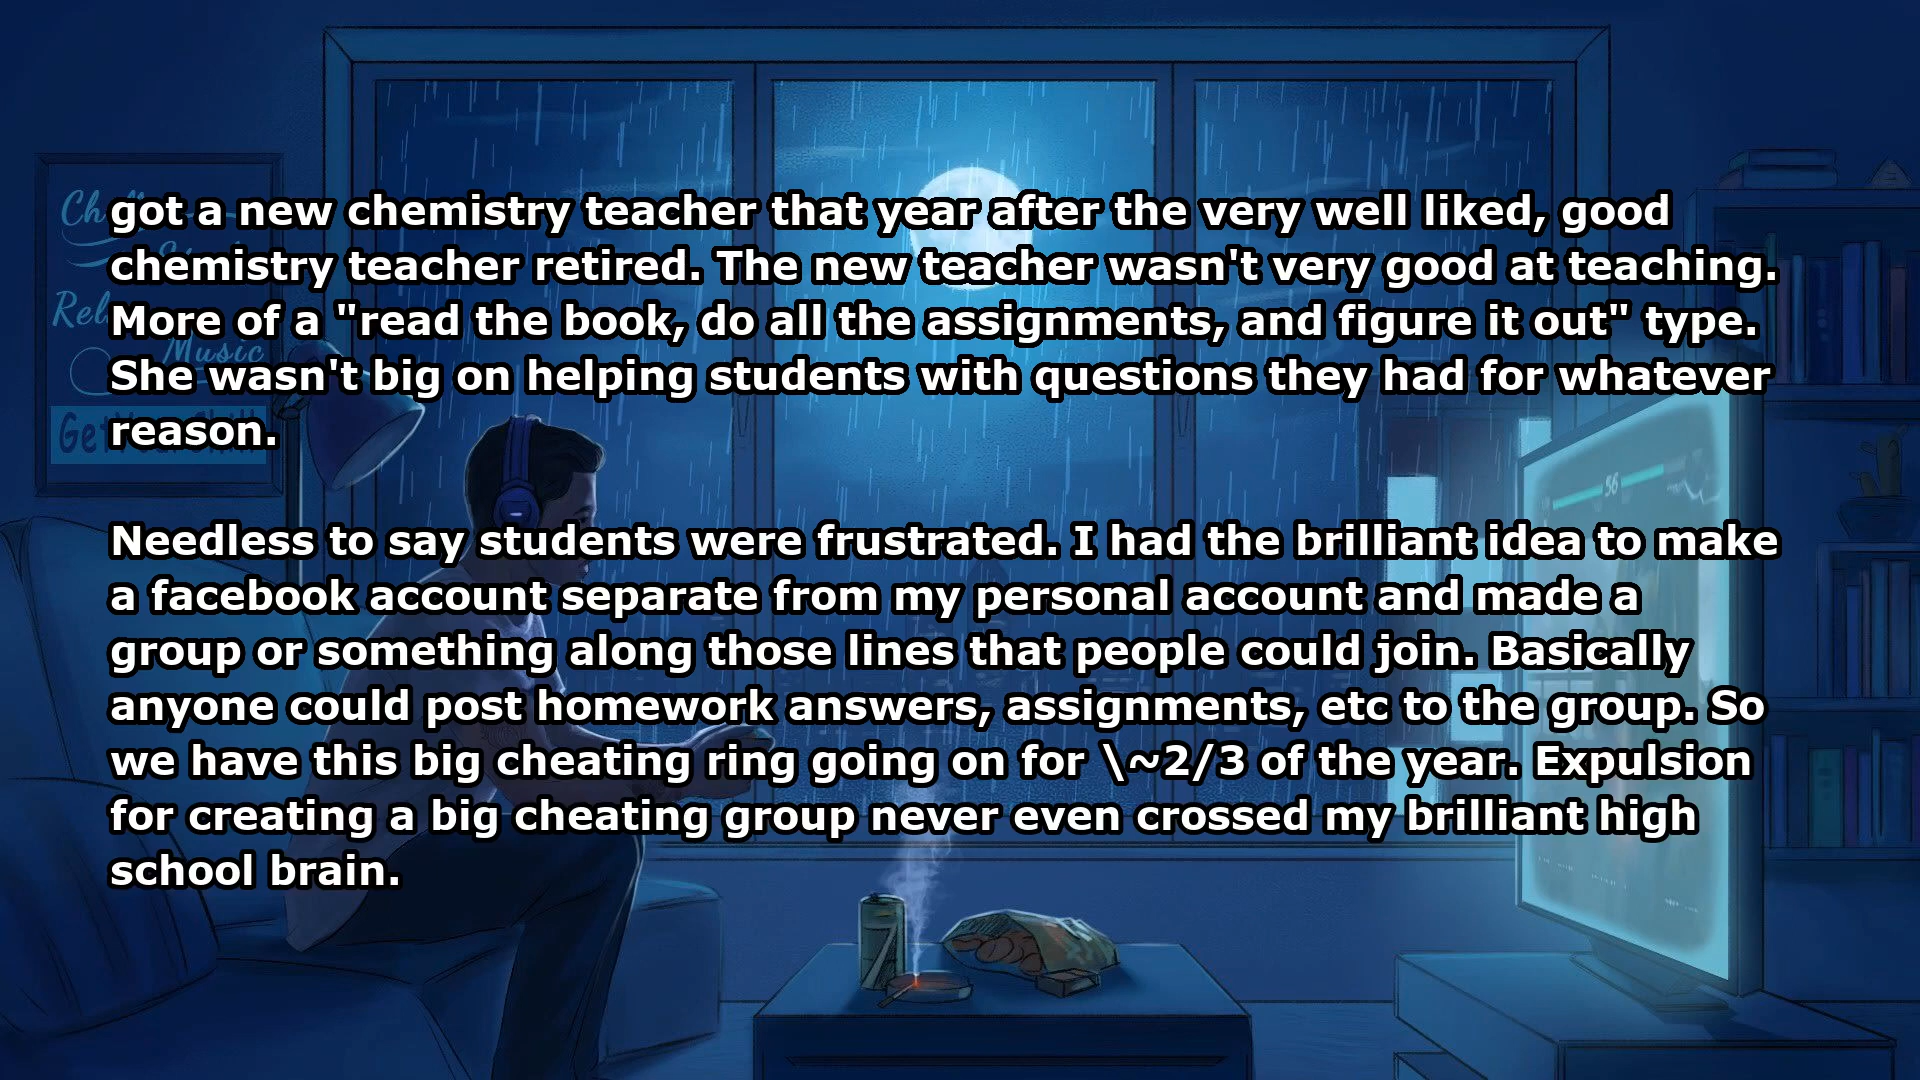 got a new chemistry teacher that year after the very well liked, good
chemistry teacher retired. The new teacher wasn't very good at teaching.
More of a "read the book, do all the assignments, and figure it out" type.
She wasn't big on helping students with questions they had for whatever
reason.
Needless to say students were frustrated. I had the brilliant idea to make
a facebook account separate from my personal account and made a
group or something along those lines that people could join. Basically
anyone could post homework answers, assignments, etc to the group. So
we have this big cheating ring going on for \~2/3 of the year. Expulsion
for creating a big cheating group never even crossed my brilliant high
school brain.
Music
Get
56